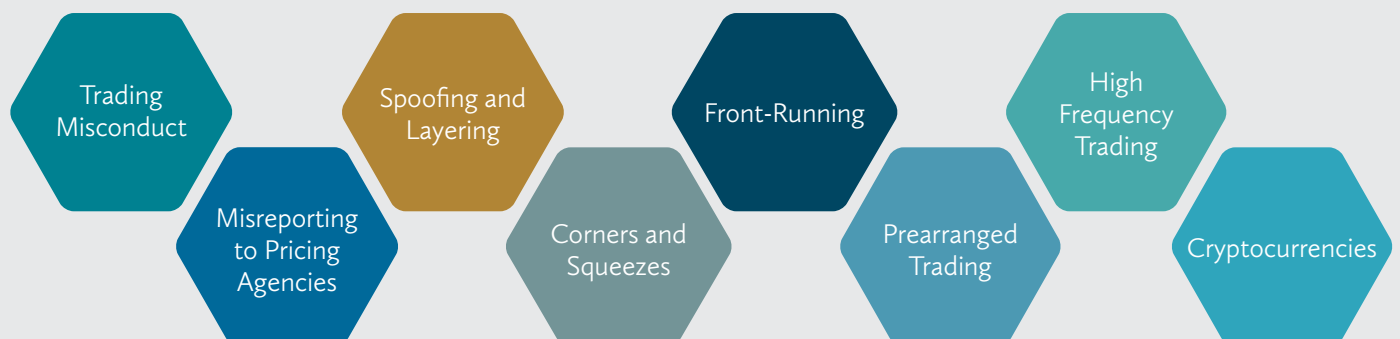 Trading
Misconduct
Misreporting
to Pricing
Agencies
Spoofing and
Layering
Corners and
Squeezes
Front-Running
Prearranged
Trading
High
Frequency
Trading
Cryptocurrencies